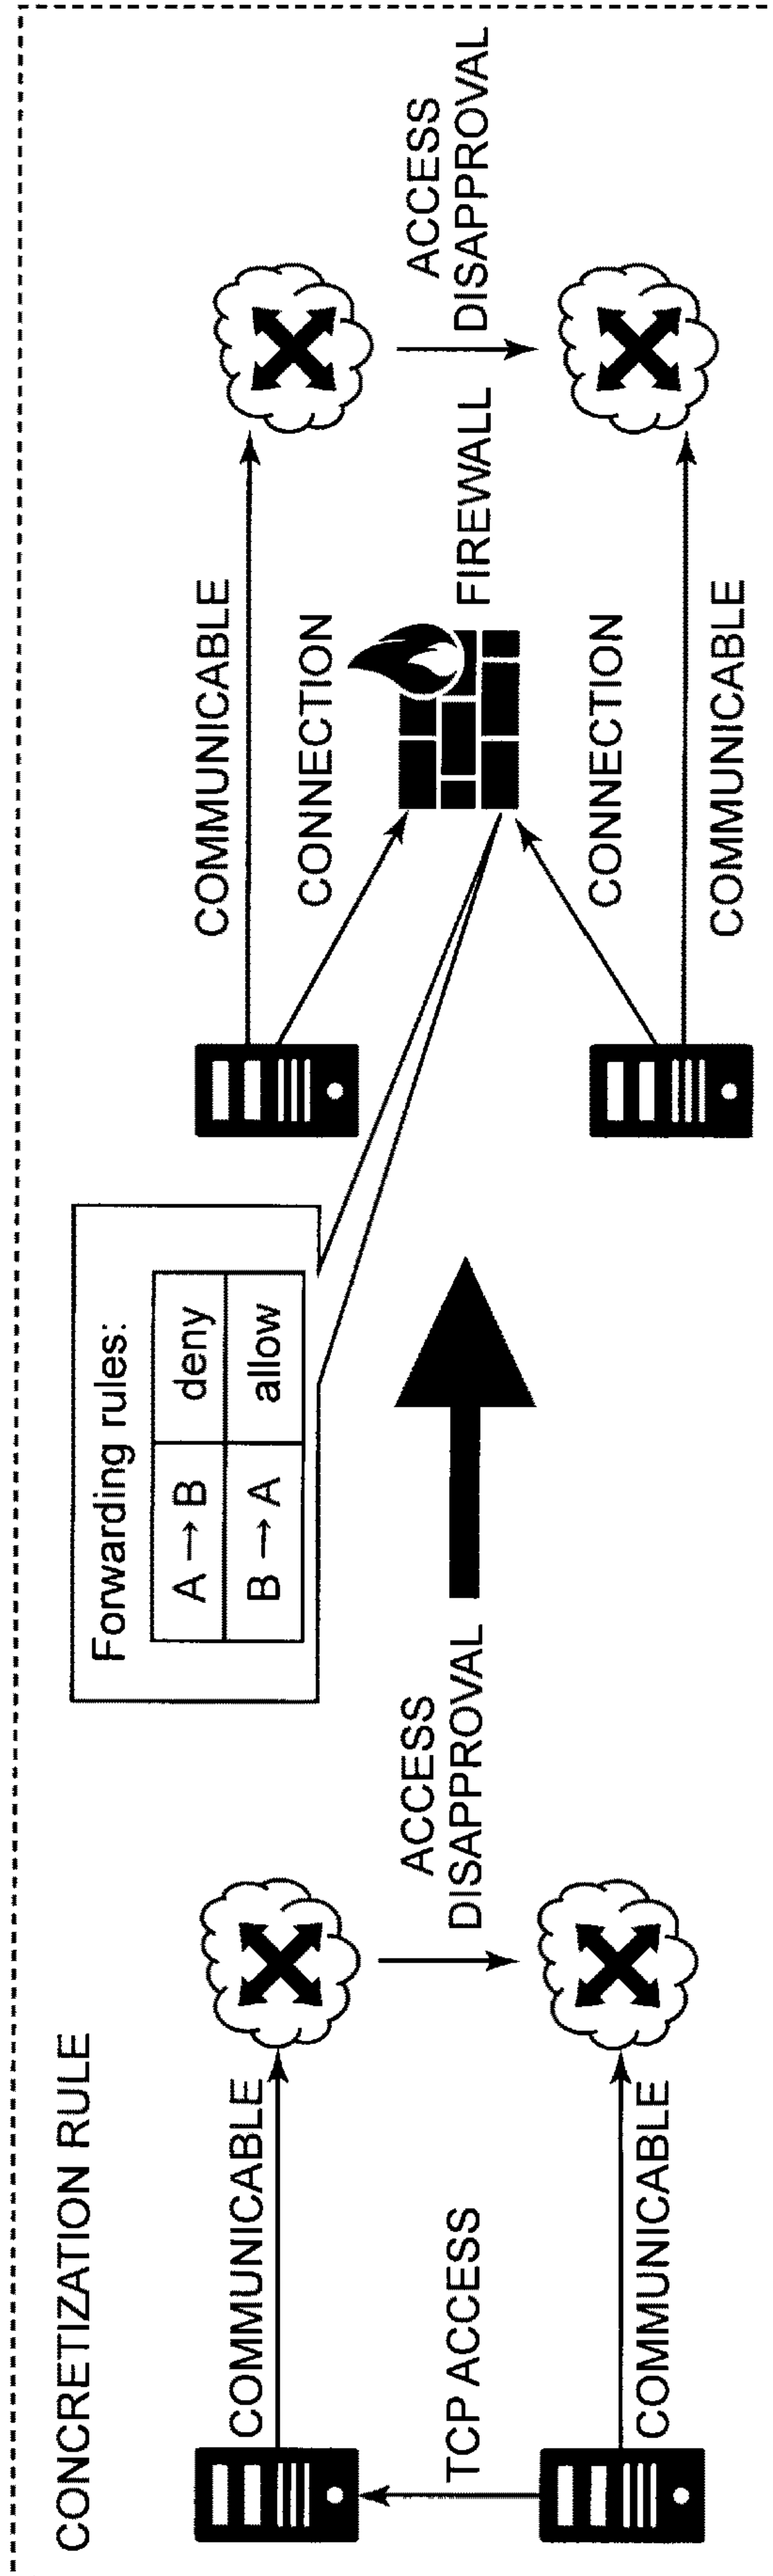 CONCRETIZATION RULE
COMMUNICABLE
TCP ACCESS
COMMUNICABLE
ACCESS
DISAPPROVAL
Forwarding rules:
A → B deny
B → A allow
COMMUNICABLE
CONNECTION
FIREWALL
CONNECTION
COMMUNICABLE
ACCESS
DISAPPROVAL